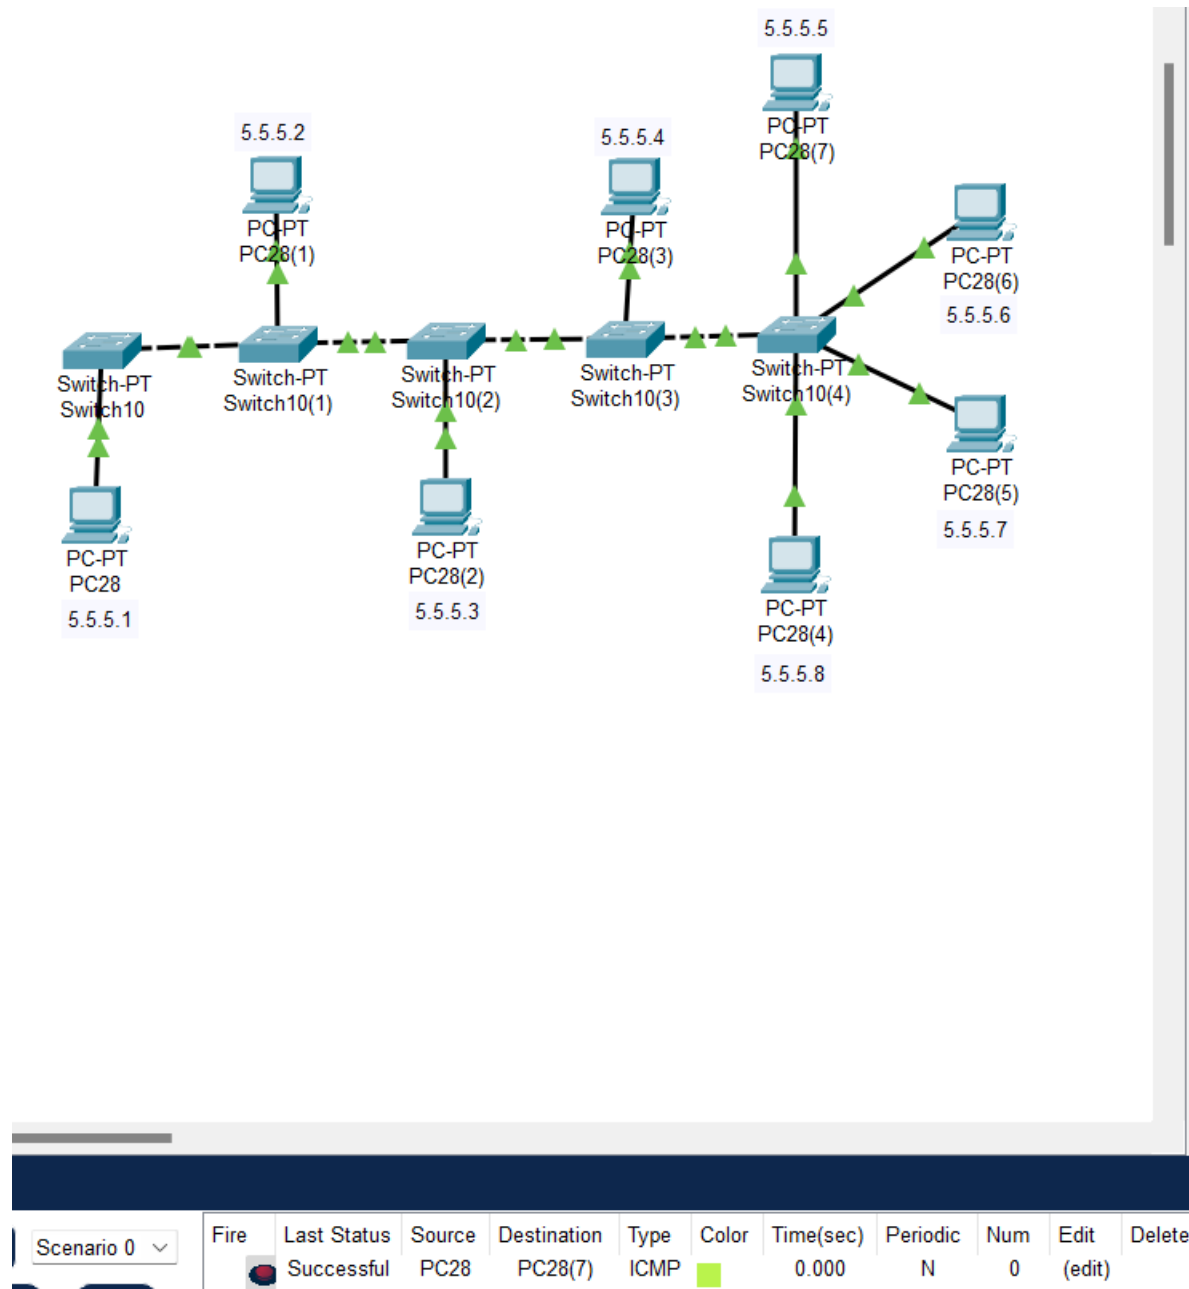 5.5.5.5
PC-PT
PC28(7)
5.5.5.2
PC-PT
PC28(1)
5.5.5.4
PC-PT
PC28(3)
PC-PT
PC28(6)
5.5.5.6
Switch-PT
Switch10
Switch-PT
Switch10(1)
Switch-PT
Switch10(2)
Switch-PT
Switch10(3)
Switch-PT
Switch10(4)
PC-PT
PC28(5)
5.5.5.7
PC-PT
PC28
5.5.5.1
PC-PT
PC28(2)
5.5.5.3
PC-PT
PC28(4)
5.5.5.8
Scenario 0
Fire Last Status Source Destination Type Color Time(sec) Periodic Num Edit Delete
Successful PC28 PC28(7) ICMP 0.000 N 0 (edit)